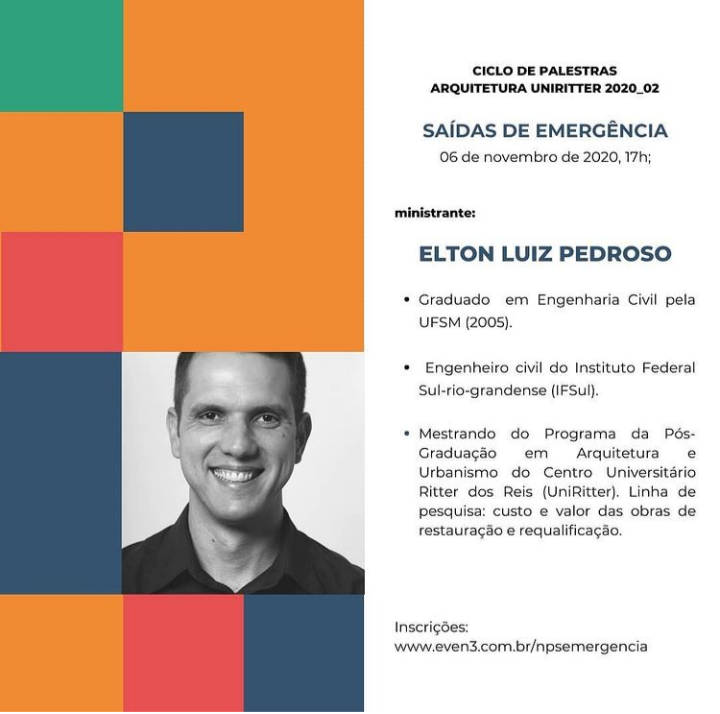 CICLO DE PALESTRAS
ARQUITETURA UNIRITTER 2020_02
SAÍDAS DE EMERGÊNCIA
06 de novembro de 2020, 17h;
ministrante:
ELTON LUIZ PEDROSO
• Graduado em Engenharia Civil pela
UFSM (2005).
• Engenheiro civil do Instituto Federal
Sul-rio-grandense (IFSul).
• Mestrando do Programa da Pós-
Graduação em Arquitetura e
Urbanismo do Centro Universitário
Ritter dos Reis (UniRitter). Linha de
pesquisa: custo e valor das obras de
restauração e requalificação.
Inscrições:
www.even3.com.br/npsemergencia